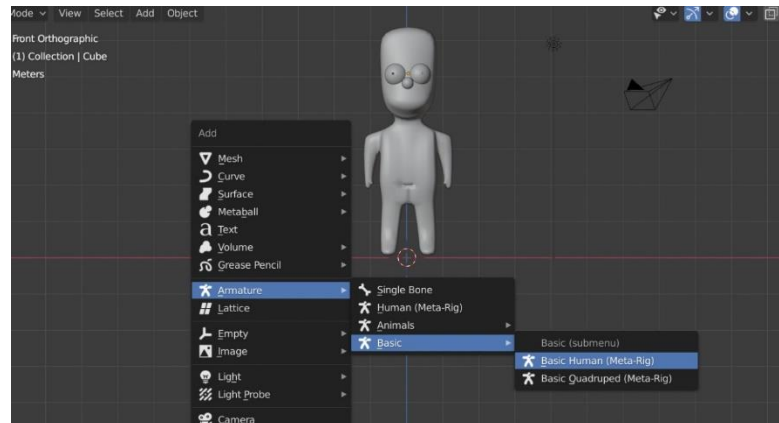 Mode View Select Add Object
Front Orthographic
(1) Collection | Cube
Meters
Add
Mesh
Curve
Surface
Metaball
Text
Volume
Grease Pencil
Armature
Lattice
Empty
Image
Light
Light Probe
Camera
Single Bone
Human (Meta-Rig)
Animals
Basic
Basic (submenu)
Basic Human (Meta-Rig)
Basic Quadruped (Meta-Rig)